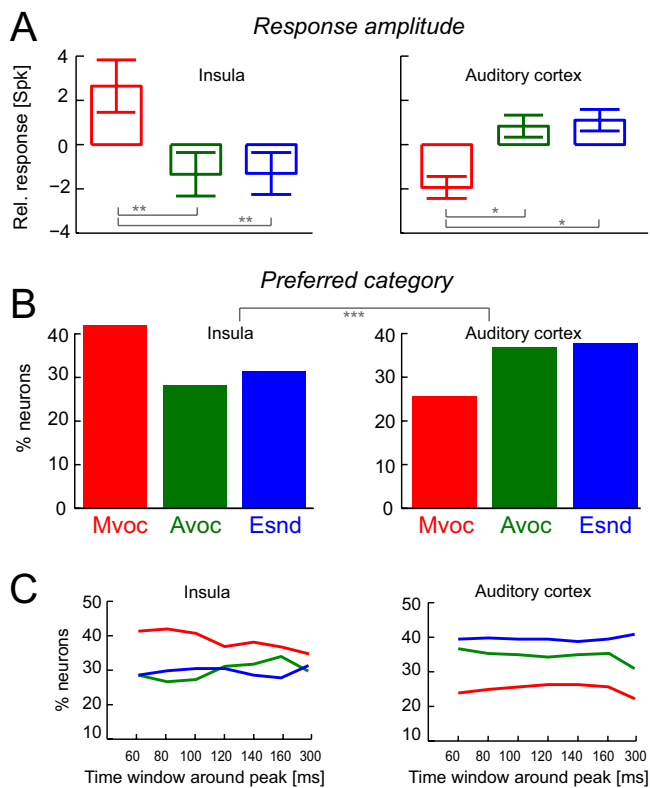 A
Response amplitude
Rel. response [Spk]
4
2
0
−2
−4
Insula
**
**
Auditory cortex
*
*
Preferred category
B
***
% neurons
40
30
20
10
0
Insula
Mvoc Avoc Esnd
40
30
20
10
0
Auditory cortex
Mvoc Avoc Esnd
C
Insula
% neurons
50
40
30
20
10
60 80 100 120 140 160 300
Time window around peak [ms]
Auditory cortex
50
40
30
20
10
60 80 100 120 140 160 300
Time window around peak [ms]